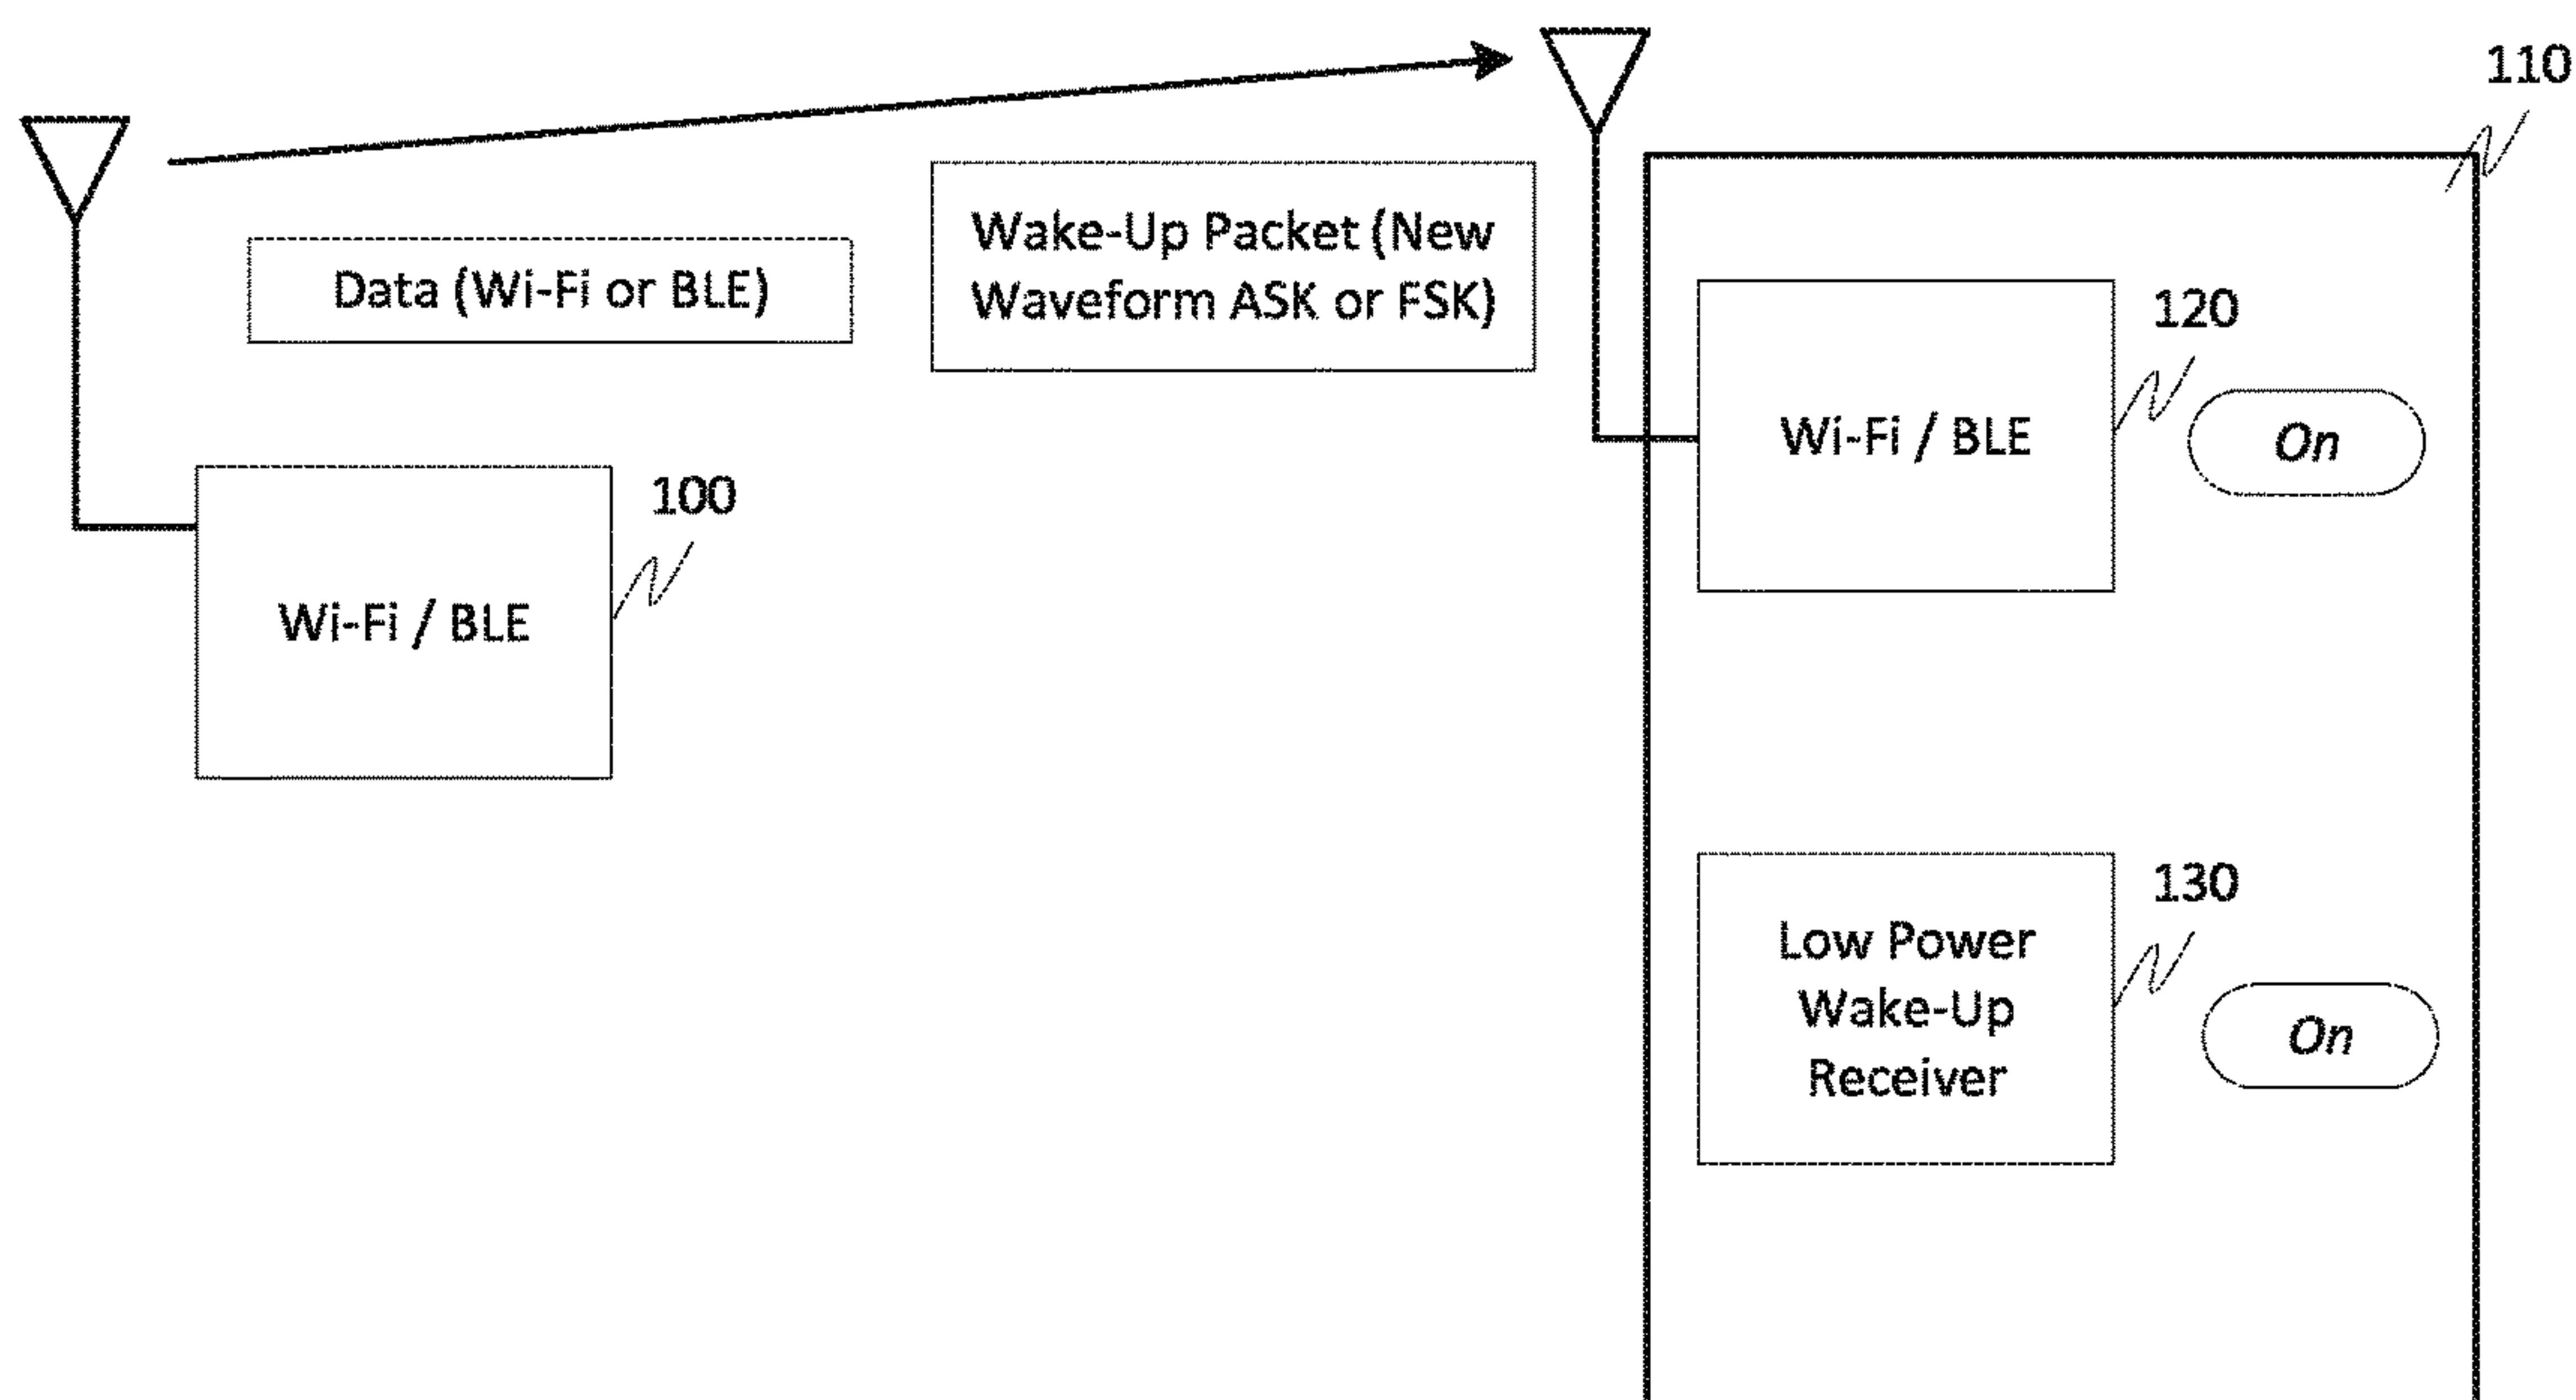 110
Wake-Up Packet (New
Waveform ASK or FSK)
Data (Wi-Fi or BLE)
120
Wi-Fi / BLE
On
100
Wi-Fi / BLE
130
Low Power
Wake-Up
Receiver
On